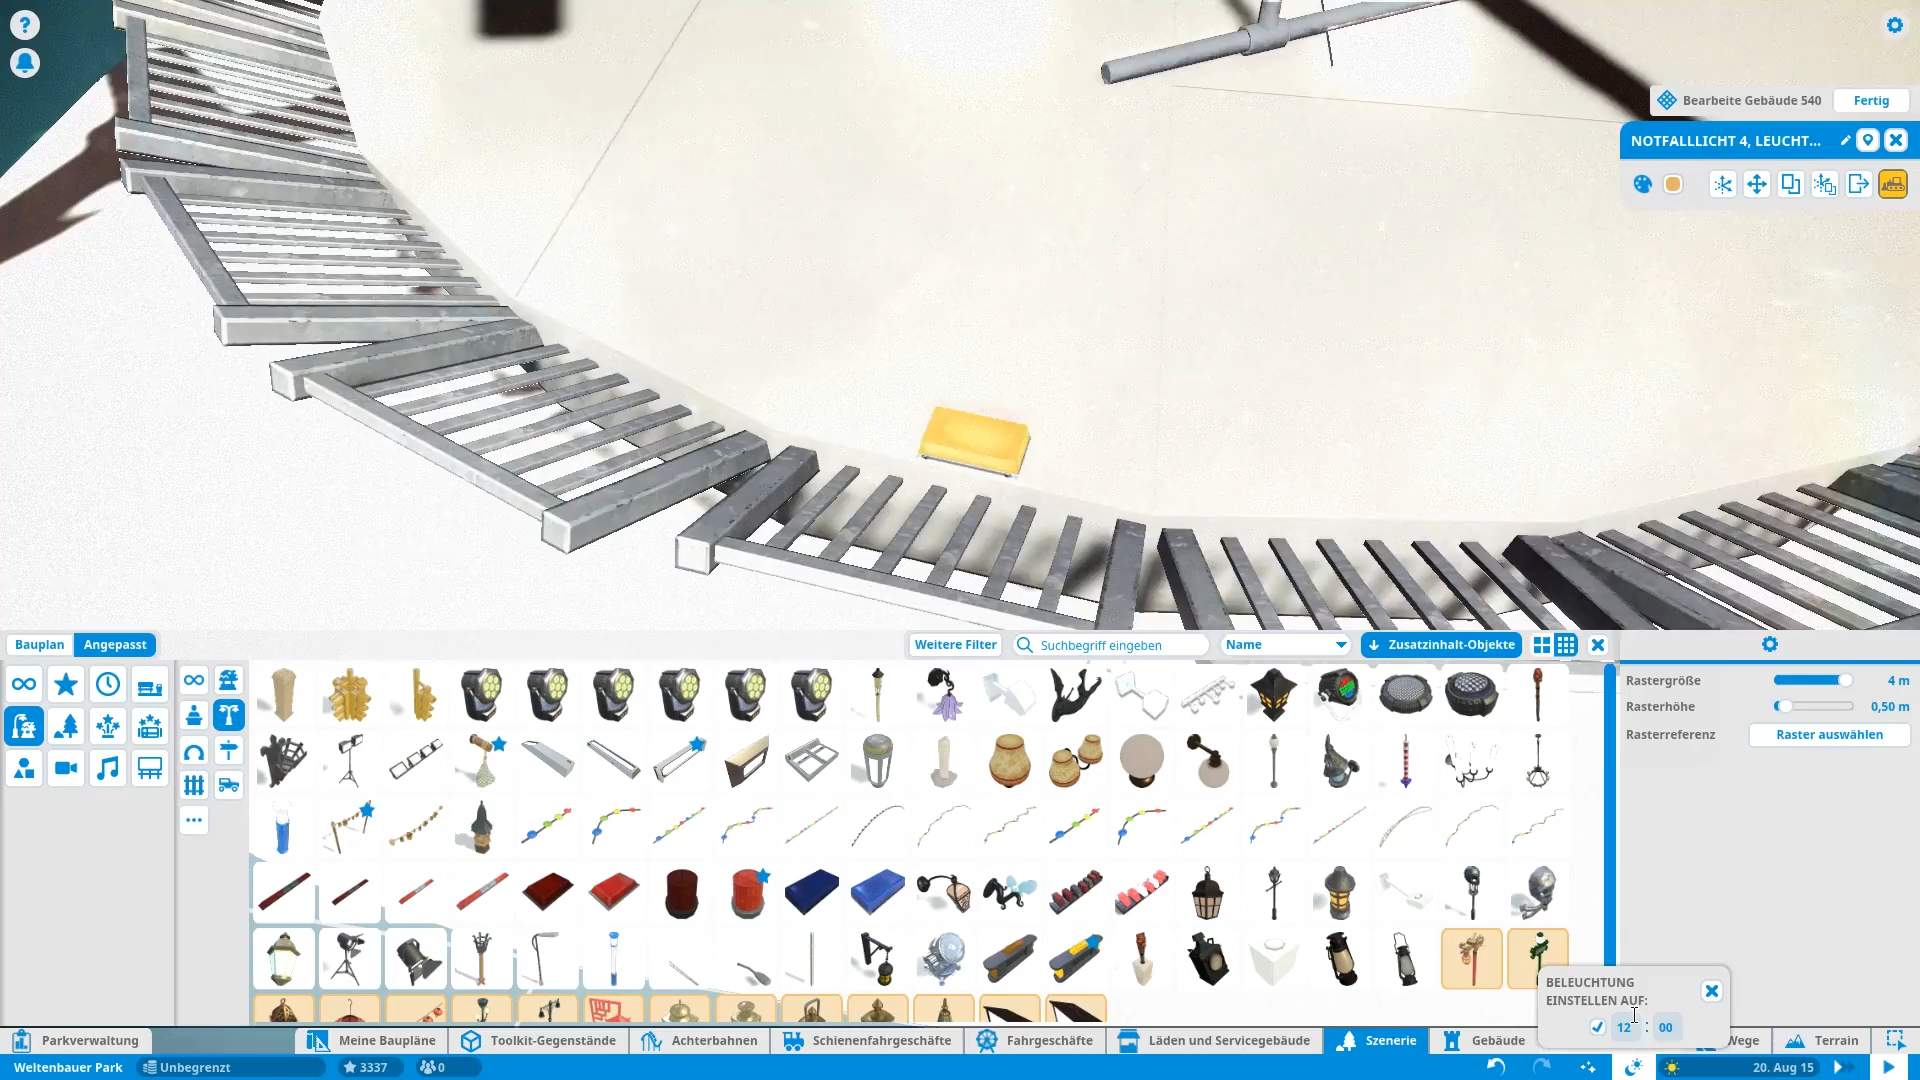 ?
Bearbeite Gebäude 540
Fertig
NOTFALLLICHT 4, LEUCHT...
Bauplan
Angepasst
Weitere Filter
Suchbegriff eingeben
Name
Zusatzinhalt-Objekte
Rastergröße
4 m
Rasterhöhe
0,50 m
Rasterreferenz
Raster auswählen
BELEUCHTUNG
EINSTELLEN AUF:
12 : 00
Parkverwaltung
Meine Baupläne
Toolkit-Gegenstände
Achterbahnen
Schienenfahrgeschäfte
Fahrgeschäfte
Läden und Servicegebäude
Szenerie
Gebäude
Wege
Terrain
Weltenbauer Park
Unbegrenzt
3337
0
20. Aug 15